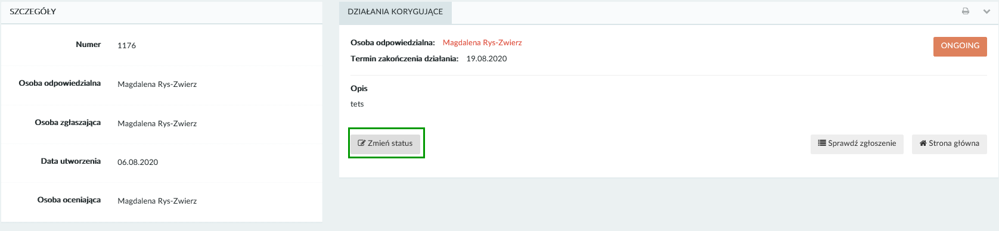 SZCZEGÓŁY
Numer 1176
Osoba odpowiedzialna Magdalena Rys-Zwierz
Osoba zgłaszająca Magdalena Rys-Zwierz
Data utworzenia 06.08.2020
Osoba oceniająca Magdalena Rys-Zwierz
DZIAŁANIA KORYGUJĄCE
Osoba odpowiedzialna: Magdalena Rys-Zwierz
ONGOING
Termin zakończenia działania: 19.08.2020
Opis
tets
Zmień status
Sprawdź zgłoszenie
Strona główna